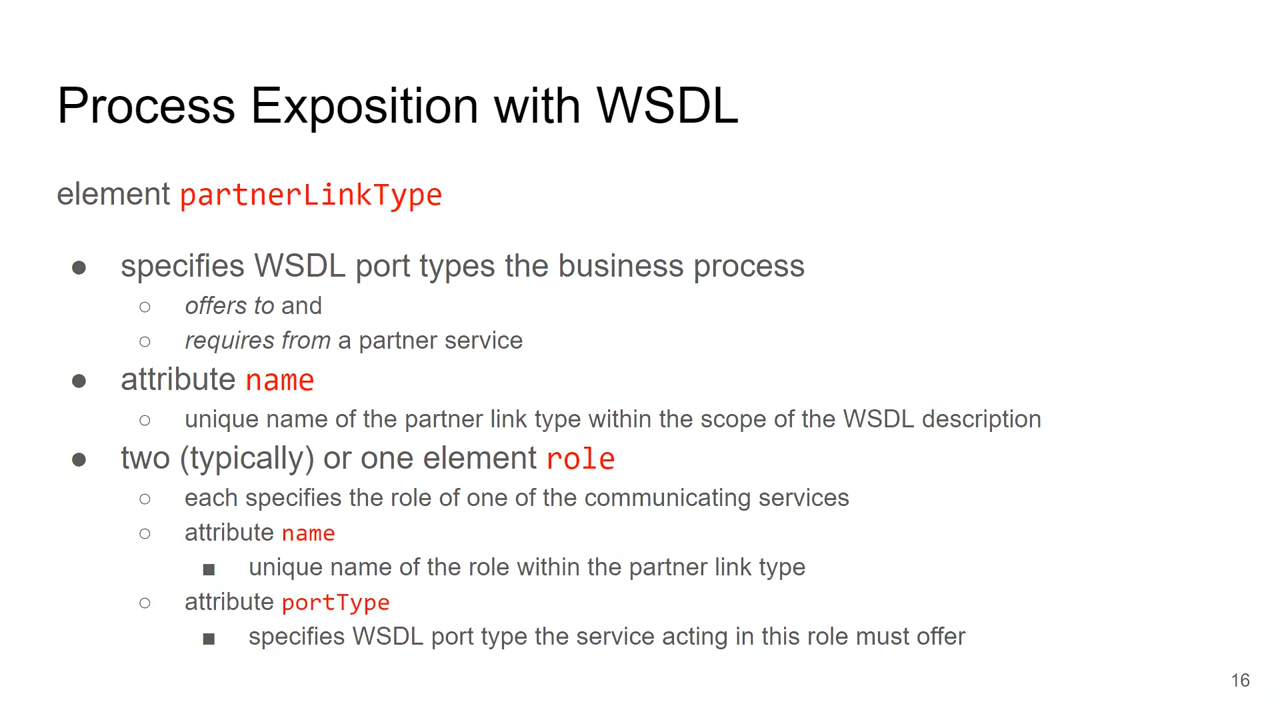 Process Exposition with WSDL
element partnerLinkType
● specifies WSDL port types the business process
○ offers to and
○ requires from a partner service
● attribute name
○ unique name of the partner link type within the scope of the WSDL description
● two (typically) or one element role
○ each specifies the role of one of the communicating services
○ attribute name
■ unique name of the role within the partner link type
○ attribute portType
■ specifies WSDL port type the service acting in this role must offer
16